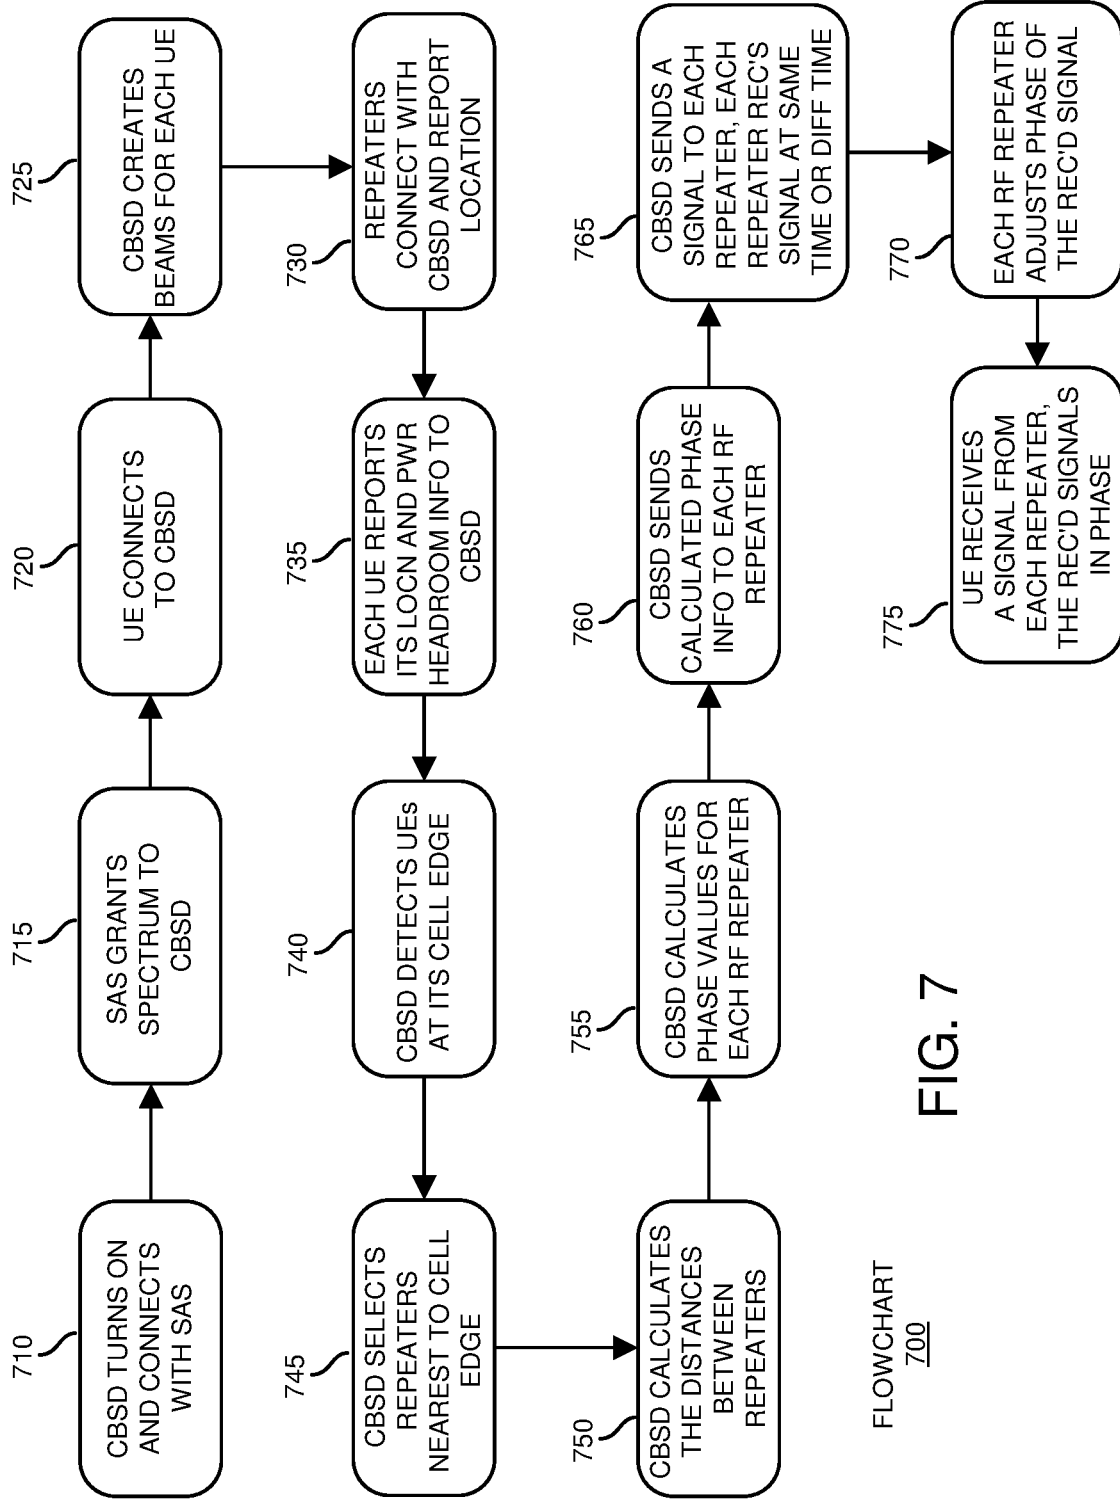 710
CBSD TURNS ON
AND CONNECTS
WITH SAS
715
SAS GRANTS
SPECTRUM TO
CBSD
720
UE CONNECTS
TO CBSD
725
CBSD CREATES
BEAMS FOR EACH UE
730
REPEATERS
CONNECT WITH
CBSD AND REPORT
LOCATION
735
EACH UE REPORTS
ITS LOCN AND PWR
HEADROOM INFO TO
CBSD
740
CBSD DETECTS UEs
AT ITS CELL EDGE
745
CBSD SELECTS
REPEATERS
NEAREST TO CELL
EDGE
750
CBSD CALCULATES
THE DISTANCES
BETWEEN
REPEATERS
755
CBSD CALCULATES
PHASE VALUES FOR
EACH RF REPEATER
760
CBSD SENDS
CALCULATED PHASE
INFO TO EACH RF
REPEATER
765
CBSD SENDS A
SIGNAL TO EACH
REPEATER, EACH
REPEATER REC'S
SIGNAL AT SAME
TIME OR DIFF TIME
770
EACH RF REPEATER
ADJUSTS PHASE OF
THE REC'D SIGNAL
775
UE RECEIVES
A SIGNAL FROM
EACH REPEATER,
THE REC'D SIGNALS
IN PHASE
FLOWCHART
700
FIG. 7